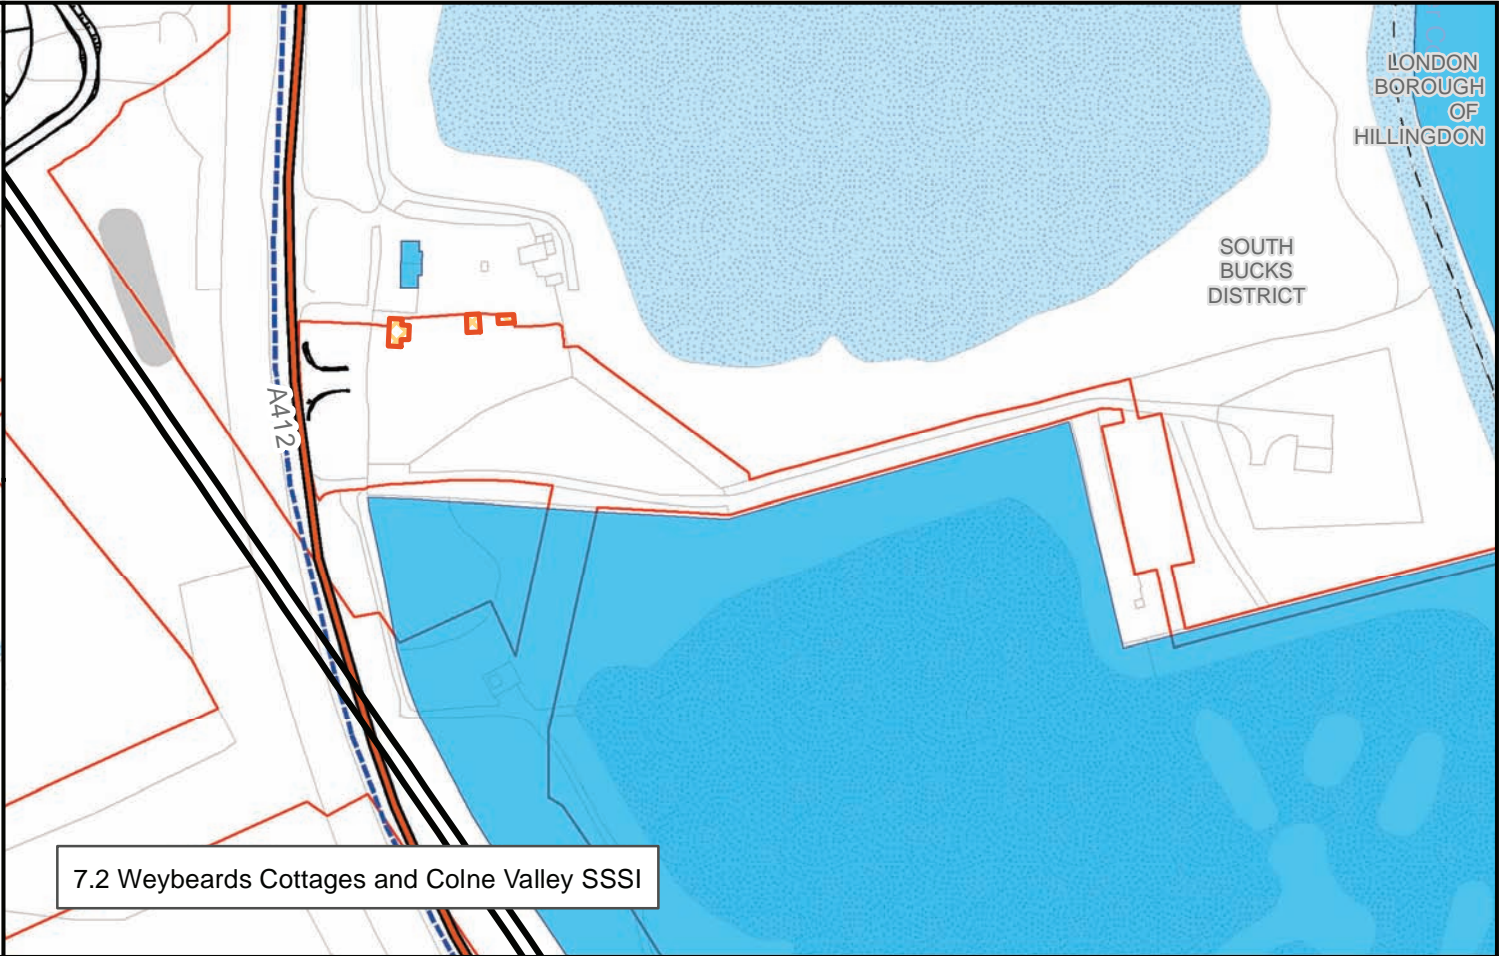 LONDON
BOROUGH
OF
HILLINGDON
SOUTH
BUCKS
DISTRICT
A412
7.2 Weybeards Cottages and Colne Valley SSSI